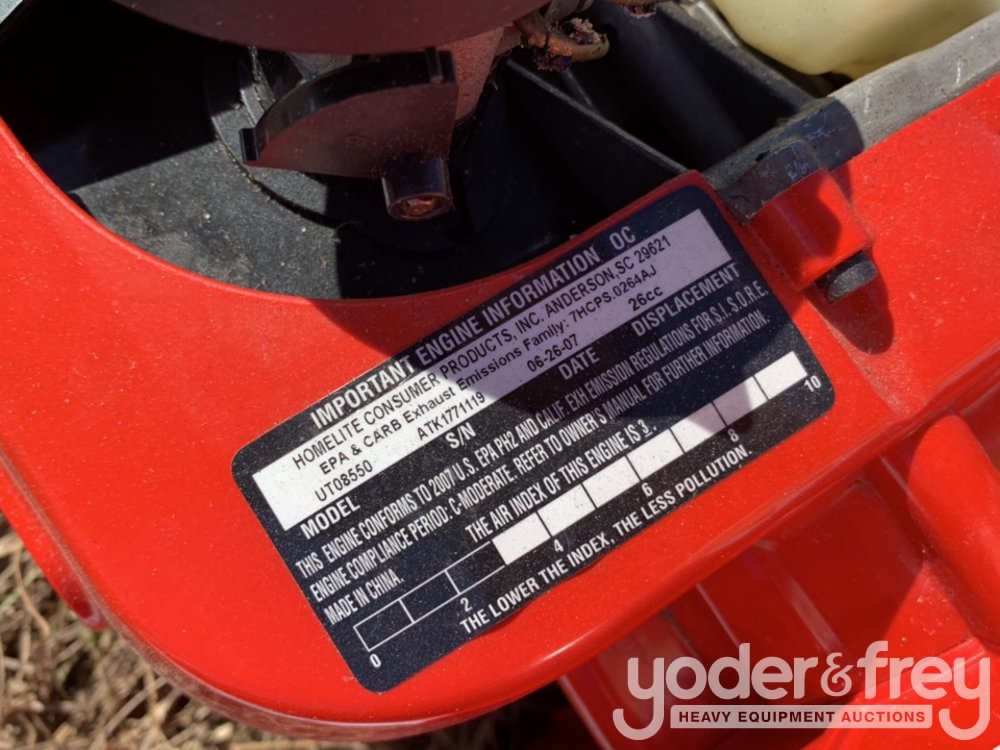 IMPORTANT ENGINE INFORMATION OC
HOMELITE CONSUMER PRODUCTS, INC. ANDERSON, SC 29621
EPA & CARB Exhaust Emissions Family: 7HCPS.0264AJ
UT08550 ATK1771119 06-26-07 26cc
MODEL S/N DATE DISPLACEMENT
THIS ENGINE CONFORMS TO 2007 U.S. EPA PH2 AND CALIF. EXH EMISSION REGULATIONS FOR S.I. S.O.R.E.
ENGINE COMPLIANCE PERIOD: C-MODERATE. REFER TO OWNER'S MANUAL FOR FURTHER INFORMATION.
MADE IN CHINA.
THE AIR INDEX OF THIS ENGINE IS 3.
0 2 4 6 8 10
THE LOWER THE INDEX, THE LESS POLLUTION.
yoder&frey
HEAVY EQUIPMENT AUCTIONS